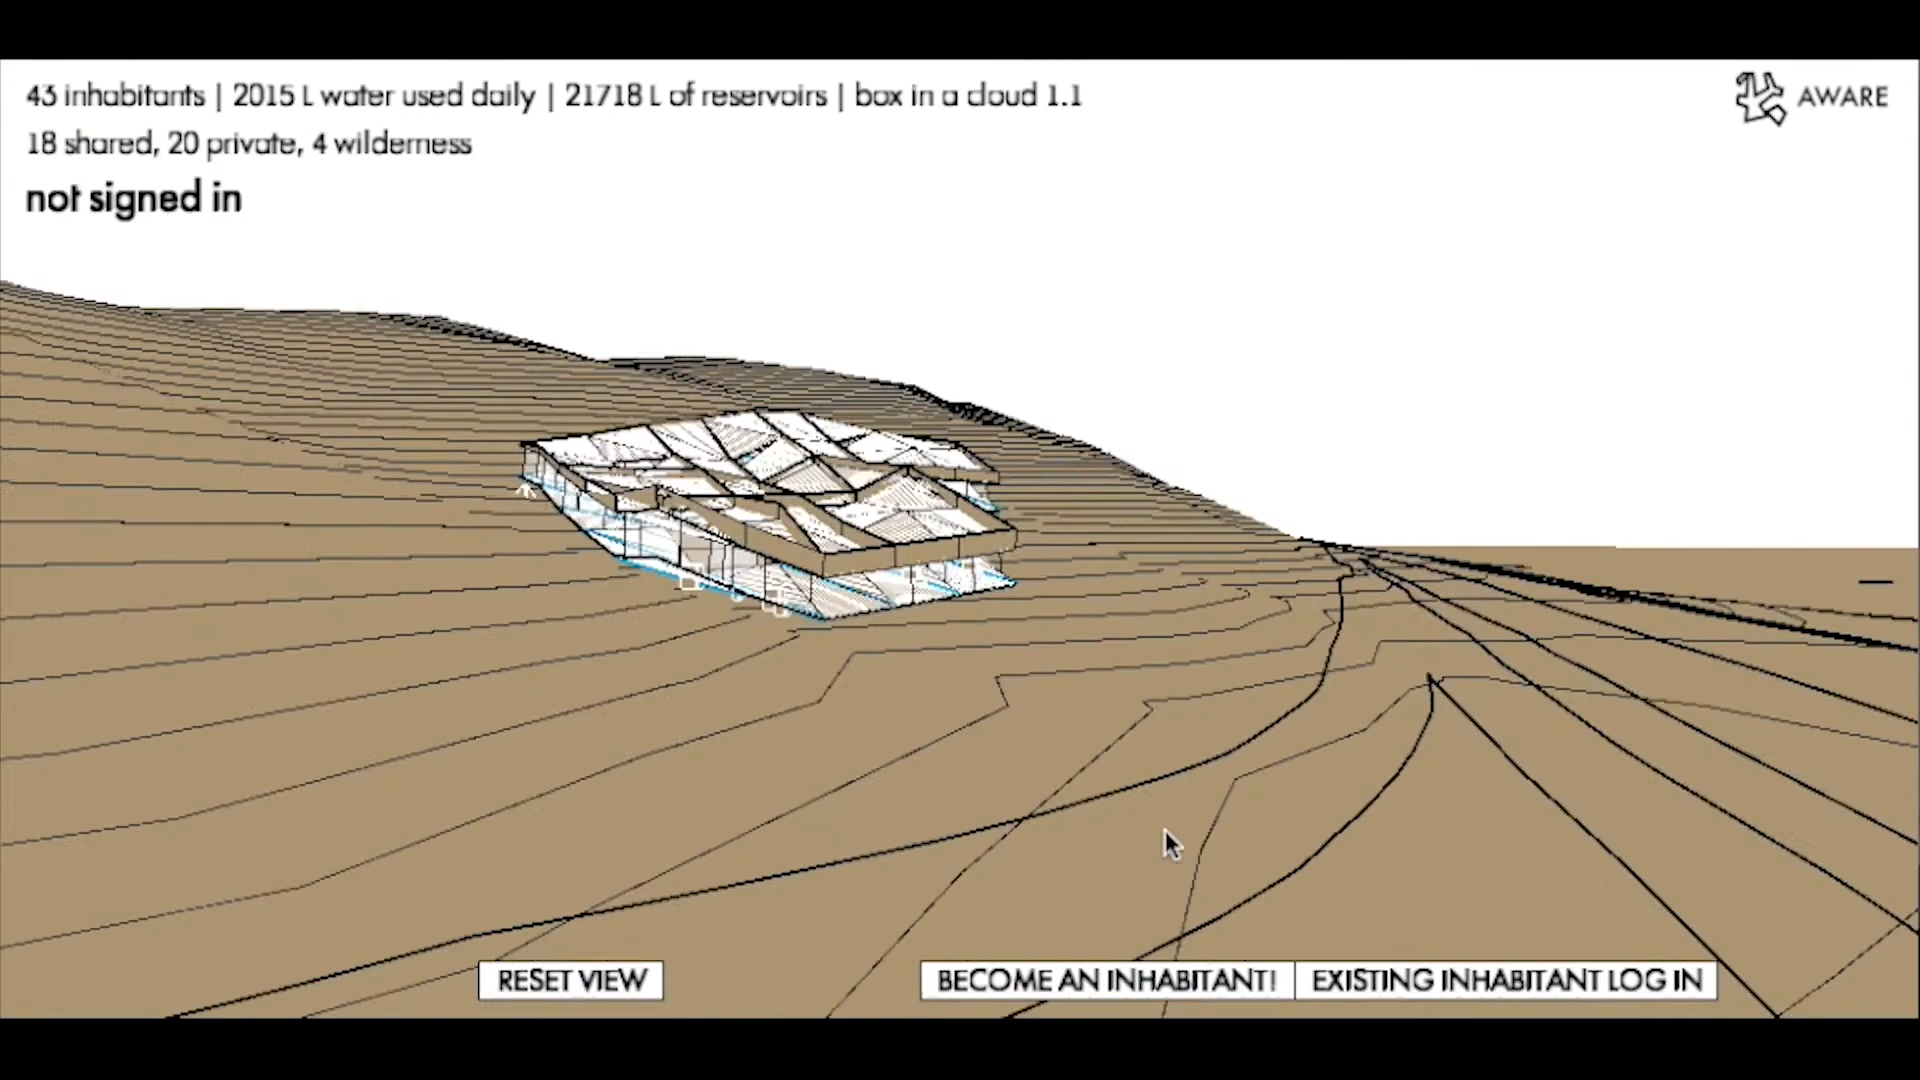 43 inhabitants | 2015 L water used daily | 21718 L of reservoirs | box in a cloud 1.1
AWARE
18 shared, 20 private, 4 wilderness
not signed in
RESET VIEW
BECOME AN INHABITANT!
EXISTING INHABITANT LOG IN